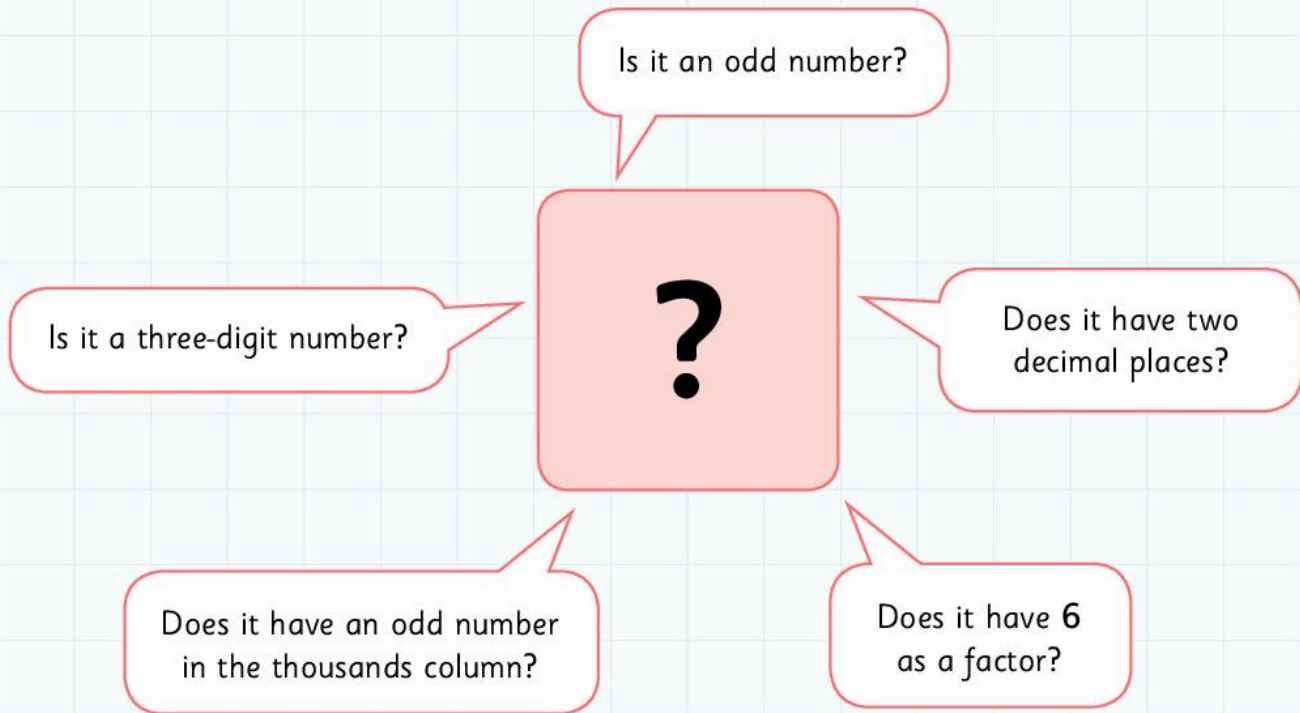 Is it an odd number?
Is it a three-digit number?
?
Does it have two
decimal places?
Does it have an odd number
in the thousands column?
Does it have 6
as a factor?